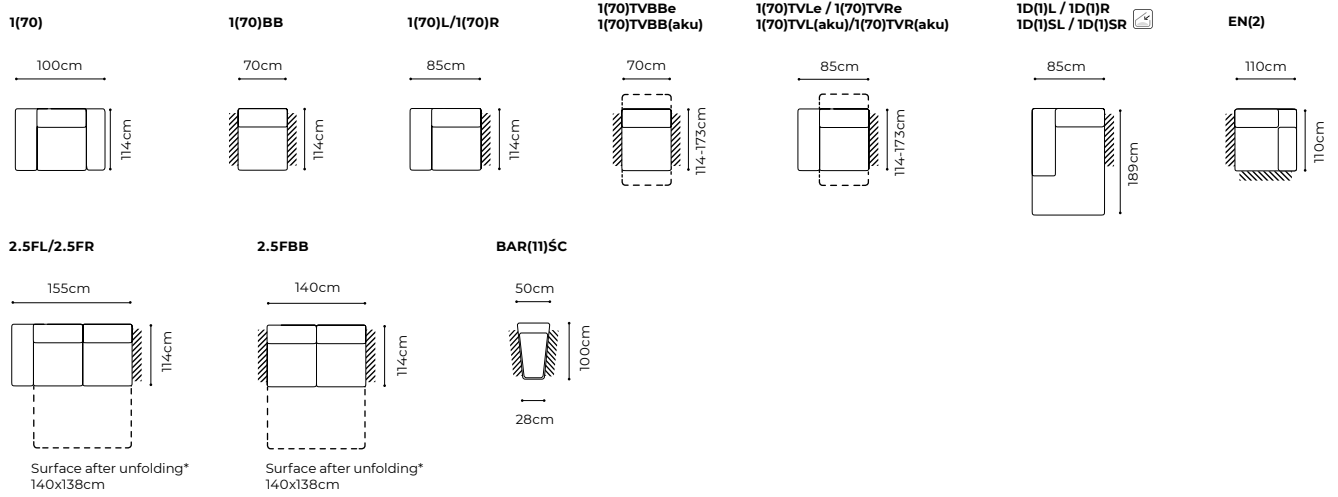 1(70)
1(70)BB
1(70)L/1(70)R
1(70)TVBBe
1(70)TVBB(aku)
1(70)TVLe / 1(70)TVRe
1(70)TVL(aku)/1(70)TVR(aku)
1D(1)L / 1D(1)R
1D(1)SL / 1D(1)SR
EN(2)
100cm
114cm
70cm
114cm
85cm
114cm
70cm
114-173cm
85cm
114-173cm
85cm
189cm
110cm
110cm
2.5FL/2.5FR
2.5FBB
BAR(11)ŚC
155cm
114cm
Surface after unfolding*
140x138cm
140cm
114cm
Surface after unfolding*
140x138cm
50cm
100cm
28cm